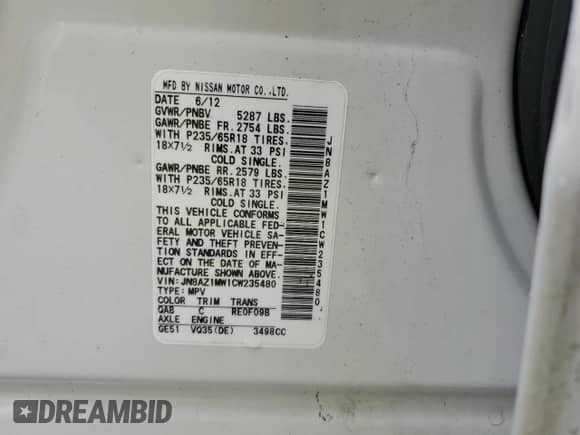 MFD BY NISSAN MOTOR CO.,LTD.
DATE 6/12
GVWR/PNBV 5287 LBS.
GAWR/PNBE FR. 2754 LBS.
WITH P235/65R18 TIRES.
18×7½ RIMS.AT 33 PSI
COLD SINGLE.
GAWR/PNBE RR. 2579 LBS.
WITH P235/65R18 TIRES.
18×7½ RIMS.AT 33 PSI
COLD SINGLE.
THIS VEHICLE CONFORMS
TO ALL APPLICABLE FED-
ERAL MOTOR VEHICLE SA-
FETY AND THEFT PREVEN-
TION STANDARDS IN EFF-
ECT ON THE DATE OF MA-
NUFACTURE SHOWN ABOVE.
VIN:JN8AZ1MW1CW235480
TYPE: MPV
COLOR TRIM TRANS
QAB C RE0F09B
AXLE ENGINE
GE51 VQ35(DE) 3498CC
JN8AZ1MW1CW235480
DREAMBID